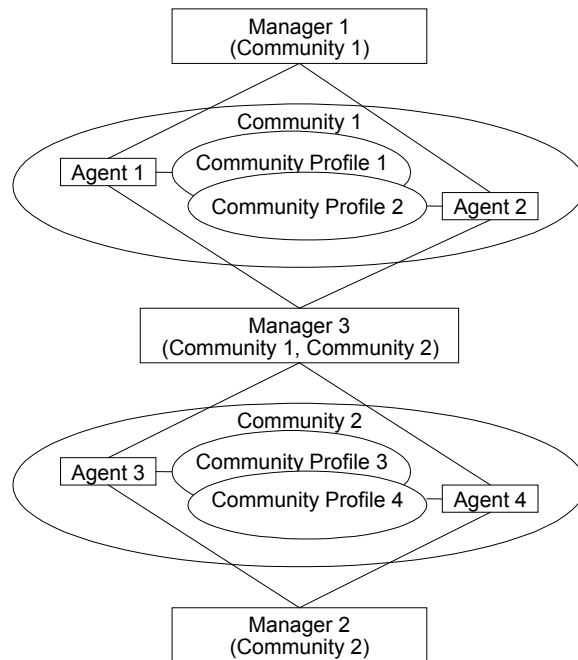 Manager 1
(Community 1)
Community 1
Community Profile 1
Agent 1
Community Profile 2
Agent 2
Manager 3
(Community 1, Community 2)
Community 2
Community Profile 3
Agent 3
Community Profile 4
Agent 4
Manager 2
(Community 2)